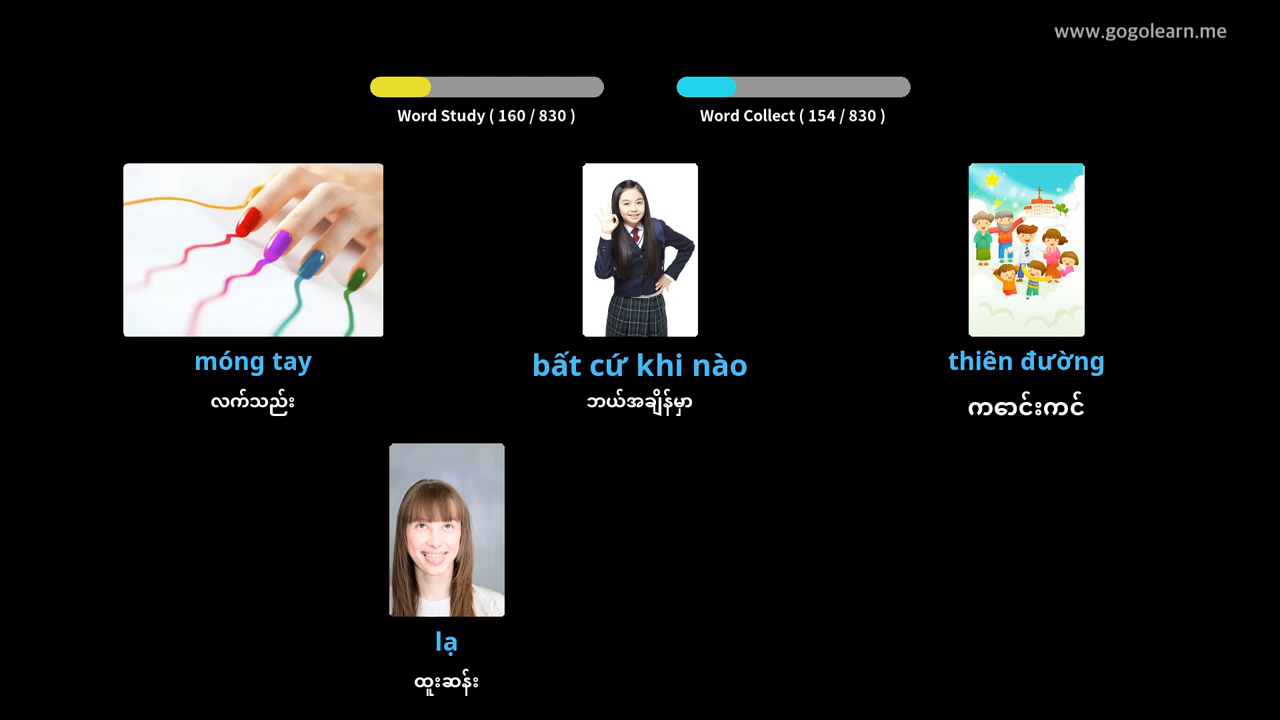 www.gogolearn.me
Word Study ( 160 / 830 )
Word Collect ( 154 / 830 )
móng tay
လက်သည်း
bất cứ khi nào
ဘယ်အချိန်မှာ
thiên đường
ကောင်းကင်
lạ
ထူးဆန်း